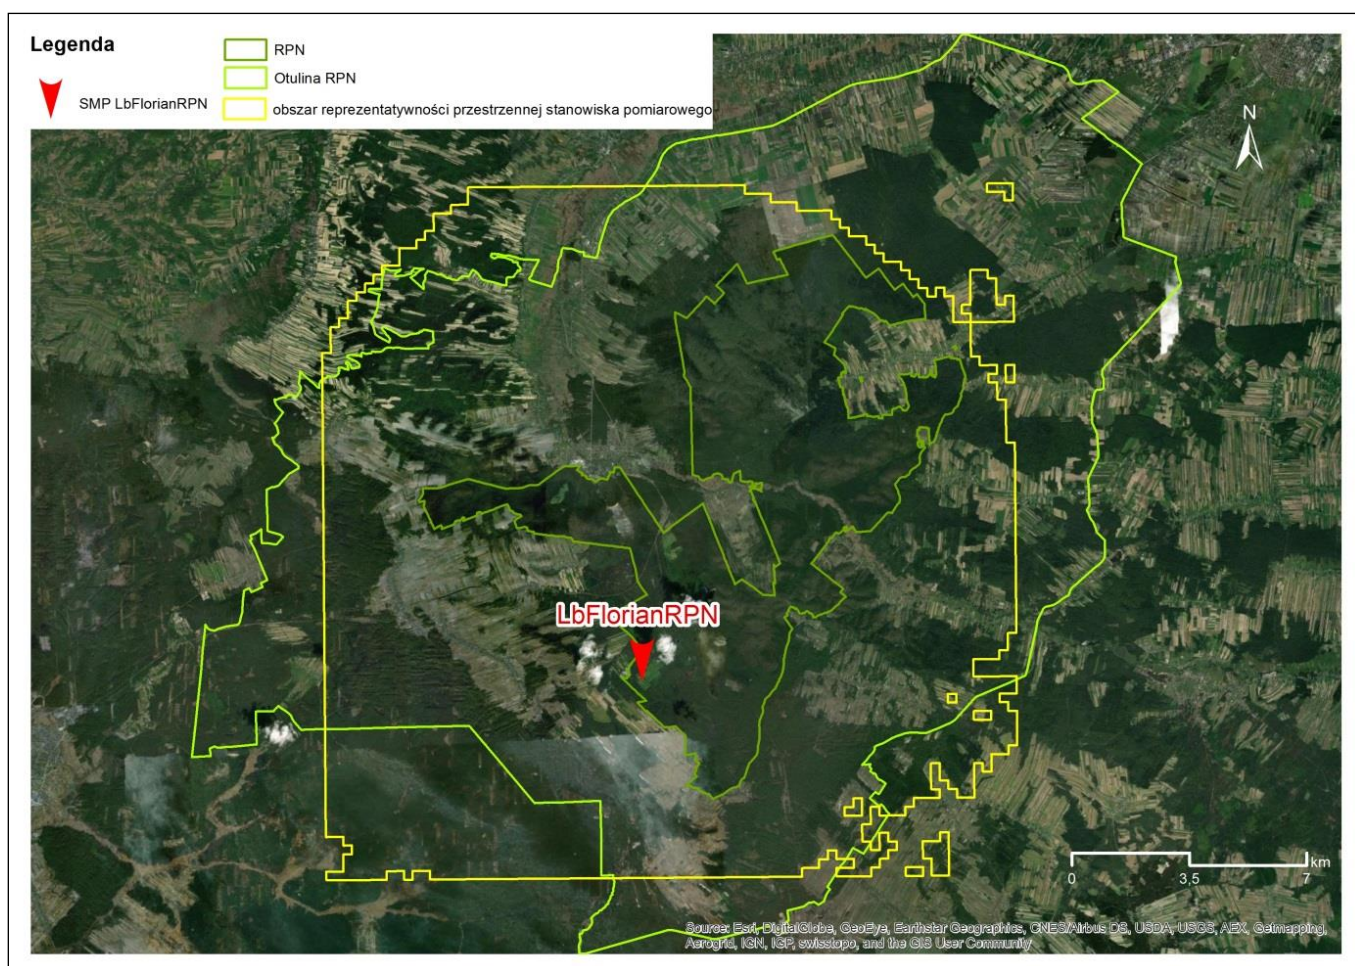 Legenda
RPN
Otulina RPN
SMP LbFlorianRPN
obszar reprezentatywności przestrzennej stanowiska pomiarowego
N
LbFlorianRPN
km
0 3,5 7
Source: Esri, DigitalGlobe, GeoEye, Earthstar Geographics, CNES/Airbus DS, USDA, USGS, AEX, Getmapping,
Aerogrid, IGN, IGP, swisstopo, and the GIS User Community